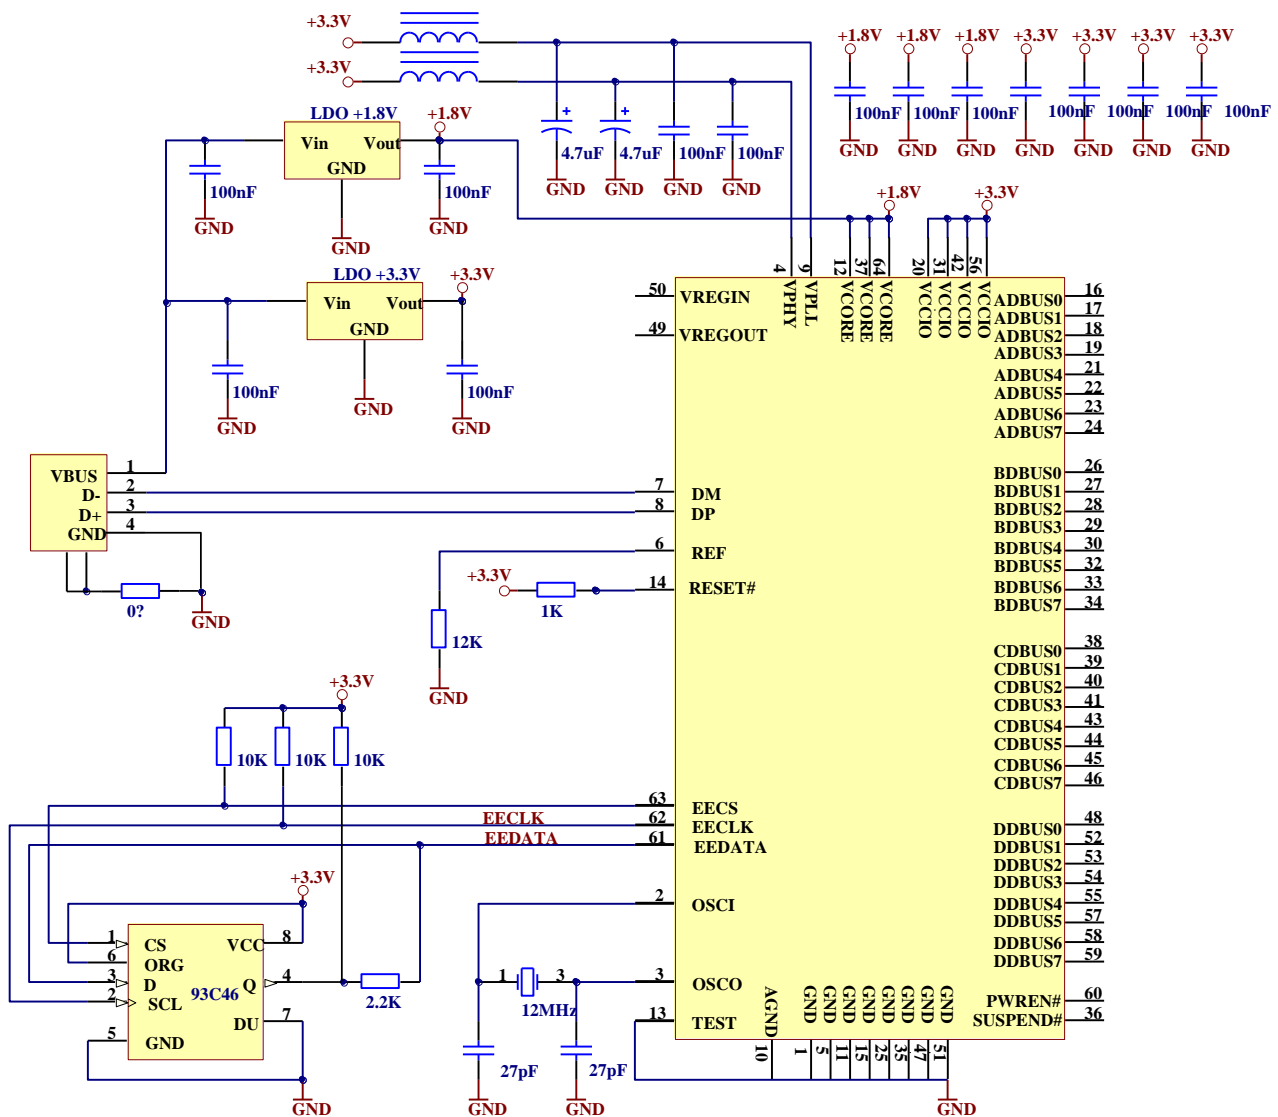 +3.3V
+3.3V
+1.8V +1.8V +1.8V +3.3V +3.3V +3.3V +3.3V
100nF 100nF 100nF 100nF 100nF 100nF 100nF
GND GND GND GND GND GND GND
LDO +1.8V
+1.8V
Vin Vout
GND
100nF
GND
GND
100nF
GND
+ +
4.7uF 4.7uF 100nF 100nF
GND GND GND GND
+1.8V
+3.3V
LDO +3.3V
+3.3V
Vin Vout
GND
100nF
GND
GND
100nF
GND
4 VPHY
9 VPLL
12 VCORE
37 VCORE
64 VCORE
20 VCCIO
31 VCCIO
42 VCCIO
56 VCCIO
50 VREGIN
49 VREGOUT
ADBUS0 16
ADBUS1 17
ADBUS2 18
ADBUS3 19
ADBUS4 21
ADBUS5 22
ADBUS6 23
ADBUS7 24
VBUS 1
D- 2
D+ 3
GND 4
0?
GND
7 DM
8 DP
6 REF
12K
GND
+3.3V
1K
14 RESET#
BDBUS0 26
BDBUS1 27
BDBUS2 28
BDBUS3 29
BDBUS4 30
BDBUS5 32
BDBUS6 33
BDBUS7 34
CDBUS0 38
CDBUS1 39
CDBUS2 40
CDBUS3 41
CDBUS4 43
CDBUS5 44
CDBUS6 45
CDBUS7 46
+3.3V
10K 10K 10K
63 EECS
EECLK 62 EECLK
EEDATA 61 EEDATA
DDBUS0 48
DDBUS1 52
DDBUS2 53
DDBUS3 54
DDBUS4 55
DDBUS5 57
DDBUS6 58
DDBUS7 59
PWREN# 60
SUSPEND# 36
+3.3V
1 CS
6 ORG
3 D
2 SCL
5 GND
93C46
VCC 8
Q 4
DU 7
2.2K
GND
2 OSCI
1 3
12MHz
3 OSCO
13 TEST
27pF 27pF
GND GND
AGND 10
GND 1
GND 5
GND 11
GND 15
GND 25
GND 35
GND 47
GND 51
GND